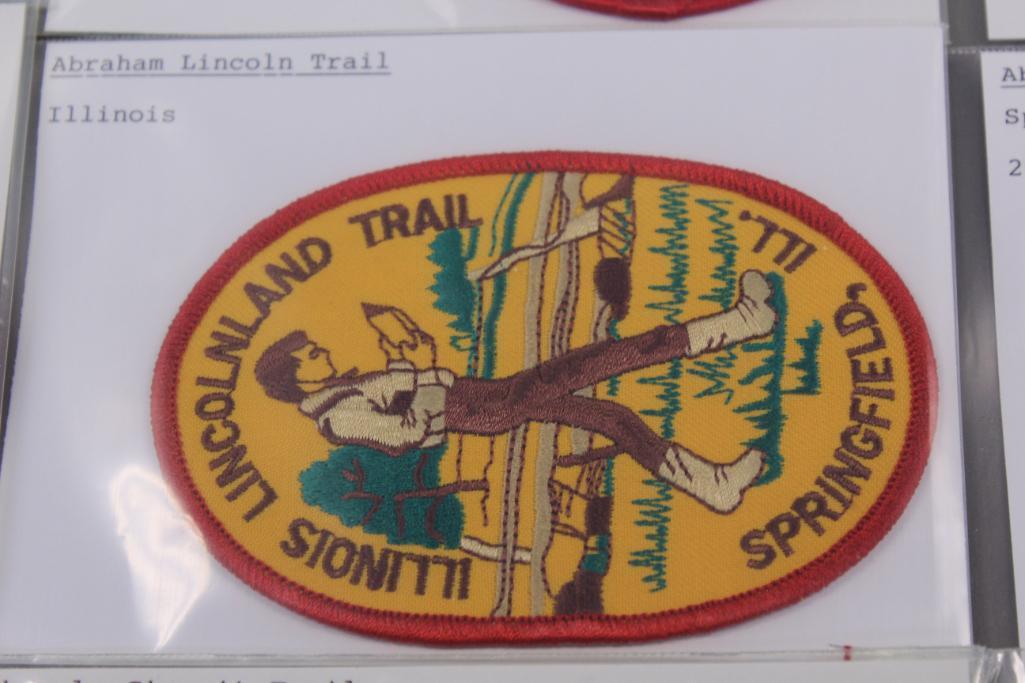 Abraham Lincoln Trail
Illinois
ILLINOIS LINCOLNLAND TRAIL
SPRINGFIELD, ILL.